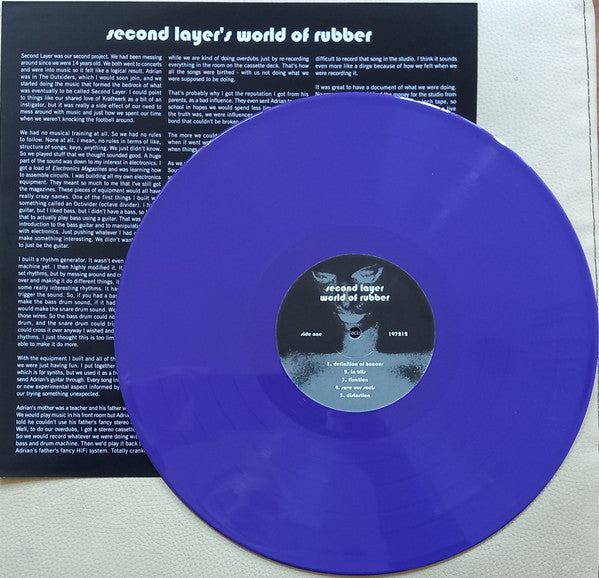 second layer's world of rubber
Second Layer was our second project. We had been messing
around since we were 14 years old. We both went to concerts
and were into music so it felt like a logical result. Adrian
was in The Outsiders, which I would soon join, and we
started doing the music that formed the bedrock of what
was eventually to be called Second Layer. I could point
to things like our shared love of Kraftwerk as a bit of an
instigator, but it was really a side effect of our need to
mess around with music and just how we spent our time
when we weren't knocking the football around.
We had no musical training at all. So we had no rules
to follow. None at all. I mean, no rules in terms of like,
structure of songs, keys, anything. We just didn't know.
So we played stuff that we thought sounded good. A huge
part of the sound was down to my interest in electronics. I
got a load of Electronics Magazines and was learning how
to assemble circuits. I was building all my own electronics
equipment. They meant so much to me that I've still got
the magazines. These pieces of equipment would all have
really crazy names. One of the first things I built w
something called an Octivider (octave divider). I h
guitar, but I liked bass, but I didn't have a bass, so
that to actually play bass using a guitar. That was
introduction to the bass guitar and to manipulatin
with electronics. Just pushing whatever I had
make something interesting. We didn't want
to just be the guitar.
I built a rhythm generator. It wasn't even
machine yet. I then highly modified it. It
set rhythms, but by messing around and c
over and making it do different things, it
some really interesting rhythms. It ha
trigger the sound. So, if you had a bas
make the bass drum sound, if it had
would make the snare drum sound. We
those wires. So the bass drum could no
drum, and the snare drum could tri
could cross it over anyway I wished and
rhythms. I just thought this is too lim
able to make it do more.
With the equipment I built and all of th
we were just having fun. I put together
which is for synths, but we used it as a f
send Adrian's guitar through. Every song in
or new experimental aspect informed by
our trying something unexpected.
Adrian's mother was a teacher and his father w
We would play music in his front room but Adria
told he couldn't use his father's fancy stereo
Well, to do our overdubs, I got a stereo cassette
So we would record whatever we were doing wit
bass and drum machine. Then we'd play it back
Adrian's father's fancy HiFi system. Totally crank
while we are kind of doing overdubs just by re-recording
everything in the room on the cassette deck. That's how
all the songs were birthed – with us not doing what we
were supposed to be doing.
That's probably why I got the reputation I got from his
parents, as a bad influence. They even sent Adrian to
school in hopes we would spend less tim
the truth was, we were influenc
bond that couldn't be broken
The more we could
when it went w
when things
As we
Sou
difficult to record that song in the studio. I think it sounds
even more like a dirge because of how we felt when we
were recording it.
It was great to have a document of what we were doing.
the money for the studio from
inch tape, so
second layer
world of rubber
side one
197212
1. definition of honour
2. in bits
3. fixation
4. save our souls
5. distortion